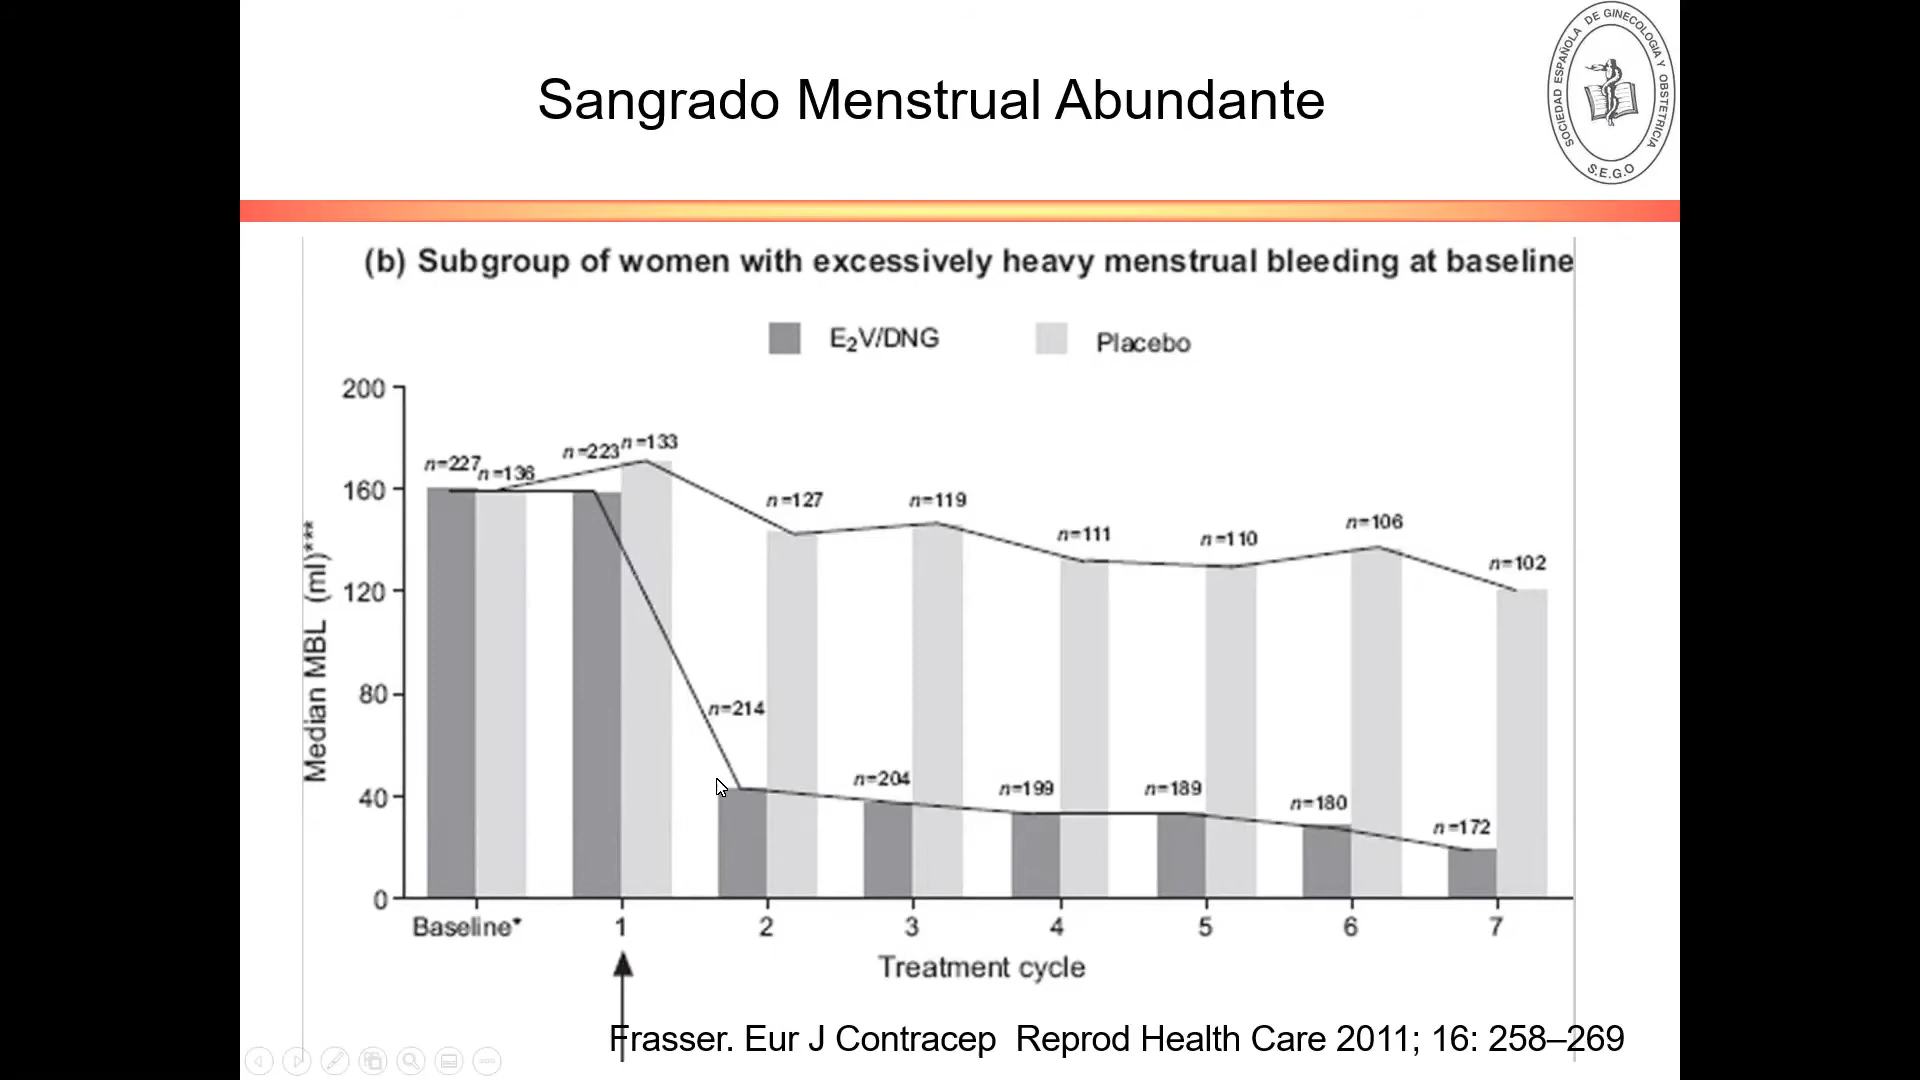 Sangrado Menstrual Abundante
SOCIEDAD ESPAÑOLA DE GINECOLOGIA Y OBSTETRICIA
S.E.G.O
(b) Subgroup of women with excessively heavy menstrual bleeding at baseline
E₂V/DNG
Placebo
200
160
120
80
40
0
Median MBL (ml)***
n=227
n=136
n=223
n=133
n=127
n=119
n=111
n=110
n=106
n=102
n=214
n=204
n=199
n=189
n=180
n=172
Baseline*
1
2
3
4
5
6
7
Treatment cycle
Frasser. Eur J Contracep Reprod Health Care 2011; 16: 258–269